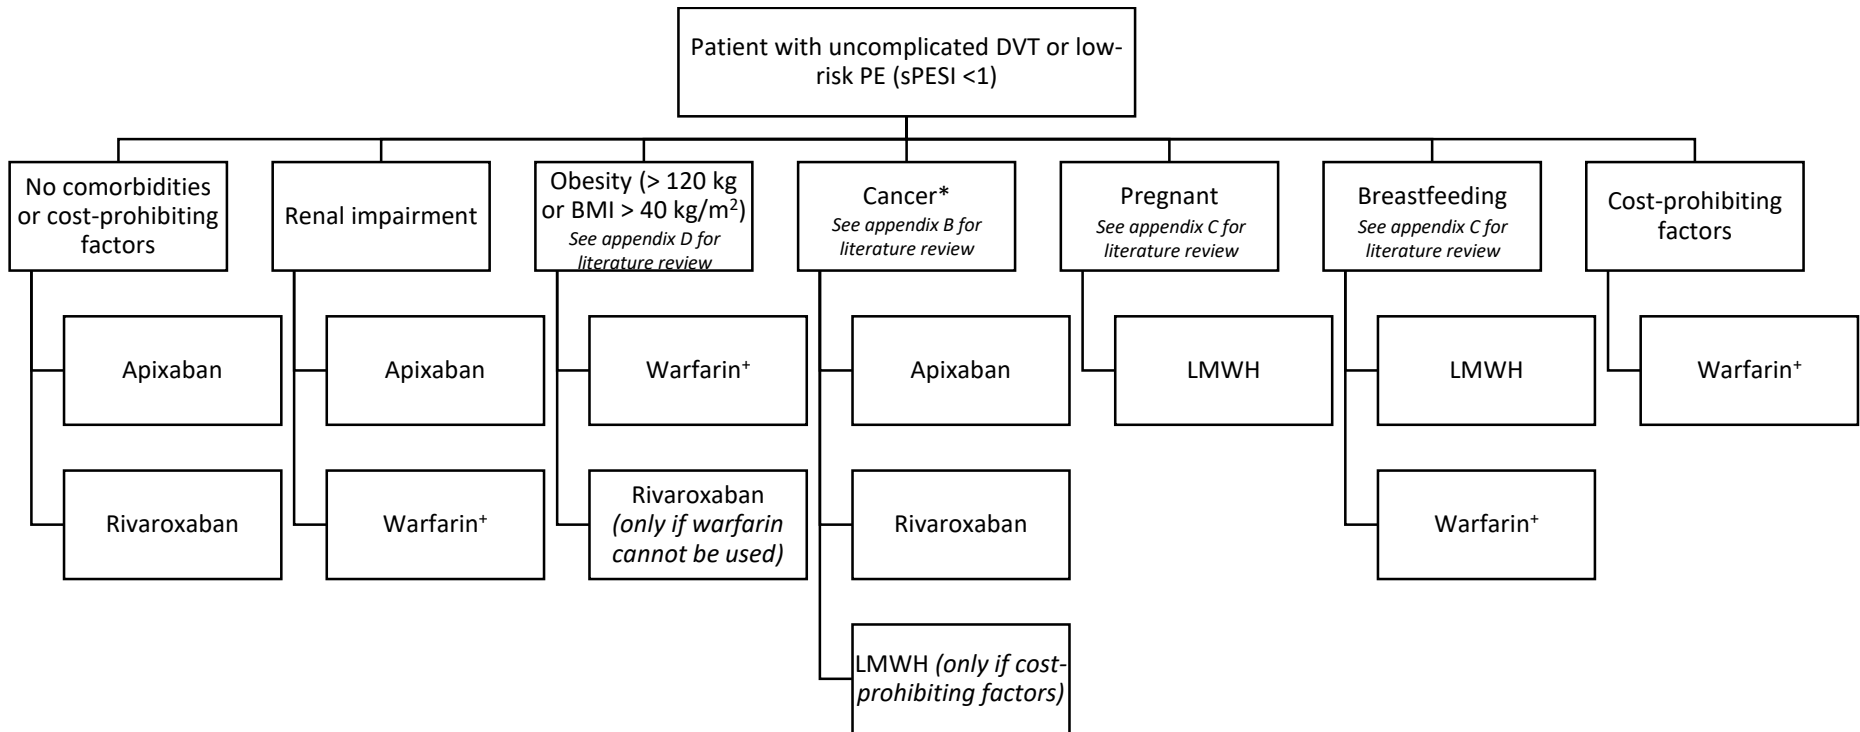 Patient with uncomplicated DVT or low-
risk PE (sPESI <1)
No comorbidities
or cost-prohibiting
factors
Renal impairment
Obesity (> 120 kg
or BMI > 40 kg/m²)
See appendix D for
literature review
Cancer*
See appendix B for
literature review
Pregnant
See appendix C for
literature review
Breastfeeding
See appendix C for
literature review
Cost-prohibiting
factors
Apixaban
Apixaban
Warfarin⁺
Apixaban
LMWH
LMWH
Warfarin⁺
Rivaroxaban
Warfarin⁺
Rivaroxaban
(only if warfarin
cannot be used)
Rivaroxaban
Warfarin⁺
LMWH (only if cost-
prohibiting factors)